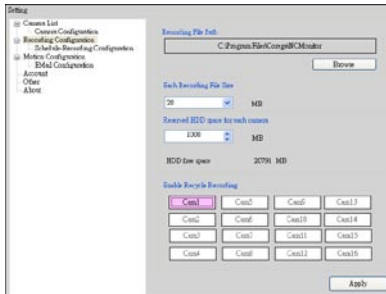 Setting
Camera List
Camera Configuration
Recording Configuration
Schedule Recording Configuration
Motion Configuration
EMail Configuration
Account
Other
About
Recording File Path
Browse
Each Recording File Size
20 MB
Reserved HDD space for each camera
1000 MB
HDD free space 20791 MB
Enable Recycle Recording
Cam1 Cam5 Cam9 Cam13
Cam2 Cam6 Cam10 Cam14
Cam3 Cam7 Cam11 Cam15
Cam4 Cam8 Cam12 Cam16
Apply